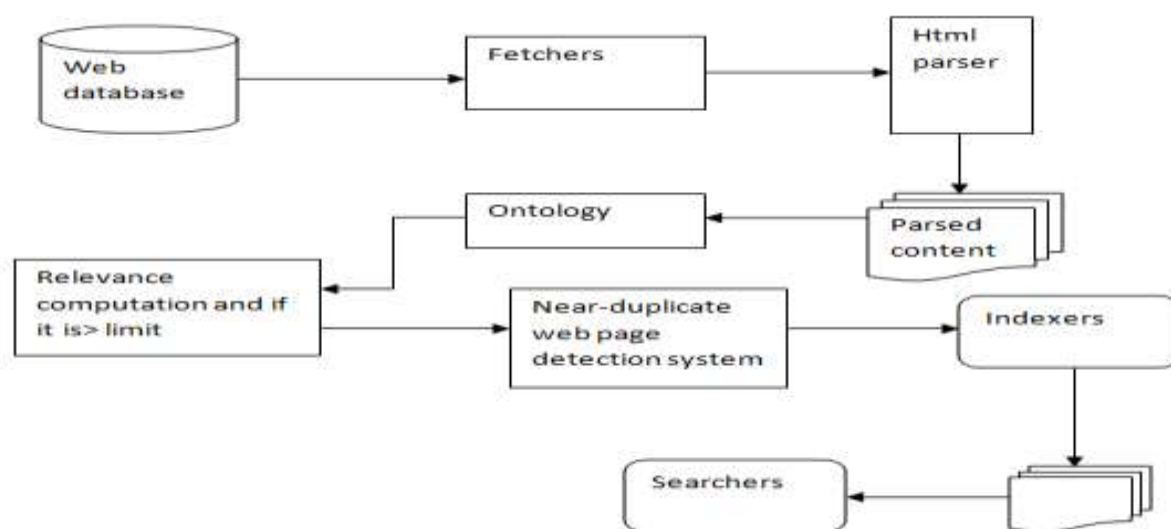 Web
database
Fetchers
Html
parser
Ontology
Parsed
content
Relevance
computation and if
it is> limit
Near-duplicate
web page
detection system
Indexers
Searchers